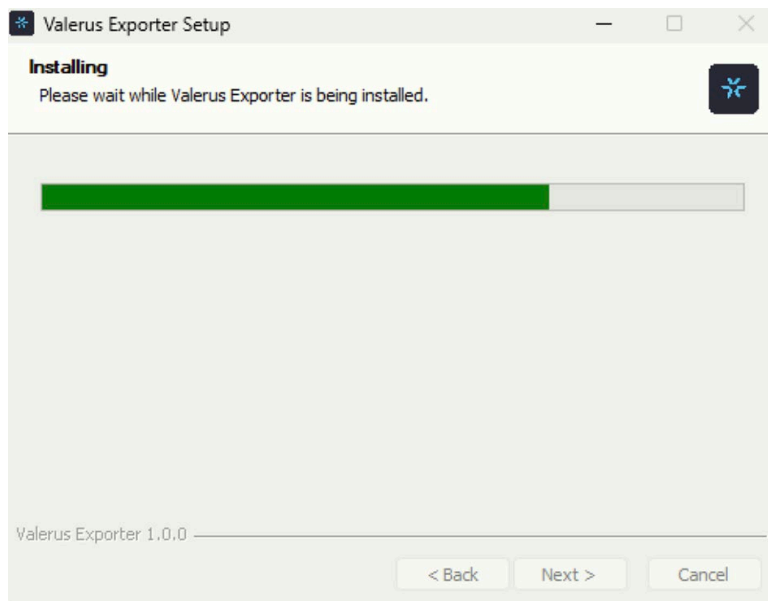 Valerus Exporter Setup
Installing
Please wait while Valerus Exporter is being installed.
Valerus Exporter 1.0.0
< Back
Next >
Cancel